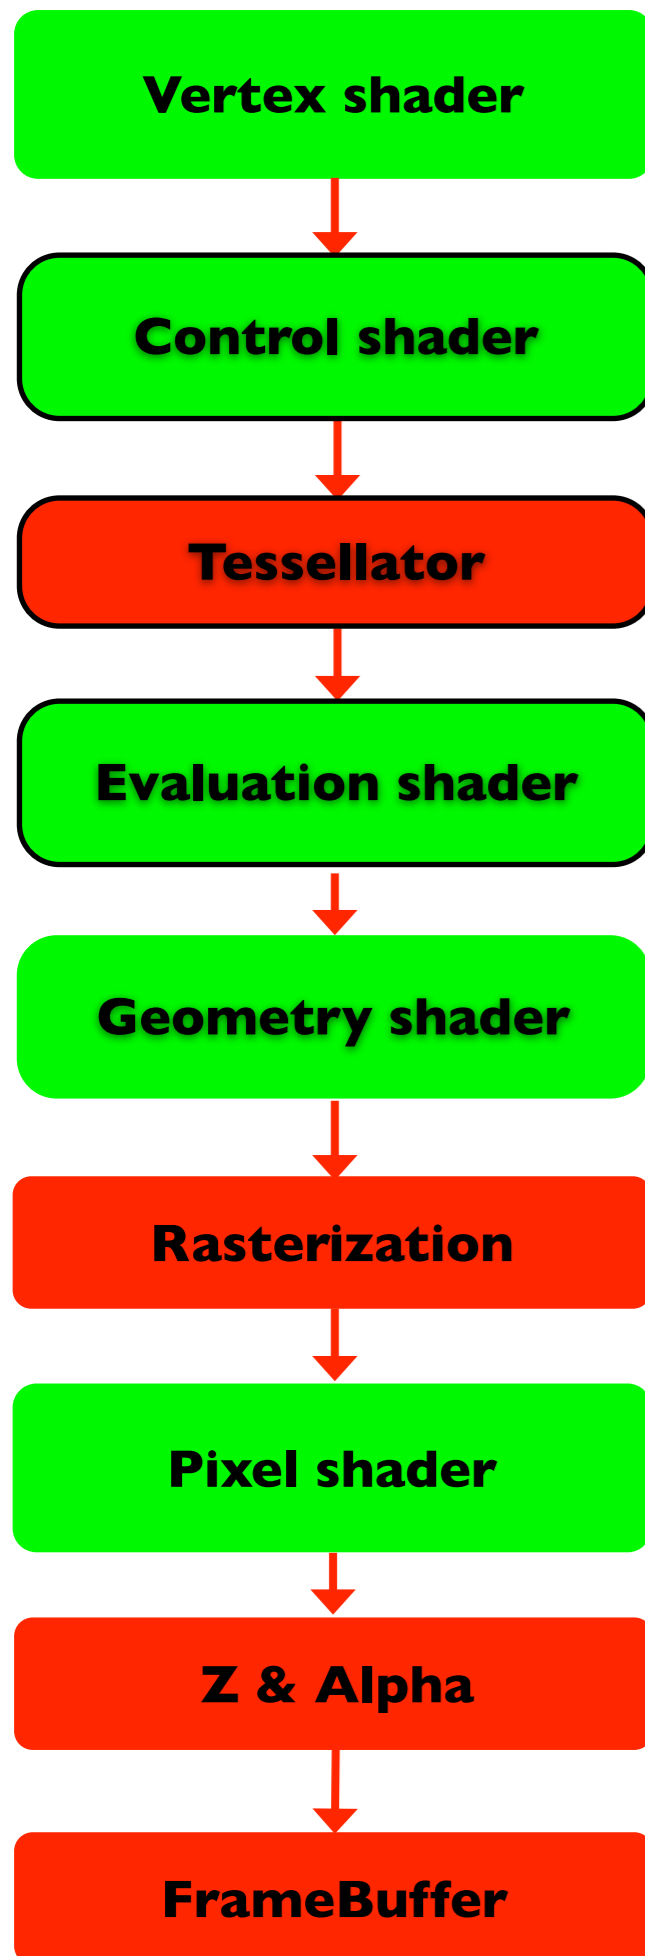 Vertex shader
Control shader
Tessellator
Evaluation shader
Geometry shader
Rasterization
Pixel shader
Z & Alpha
FrameBuffer